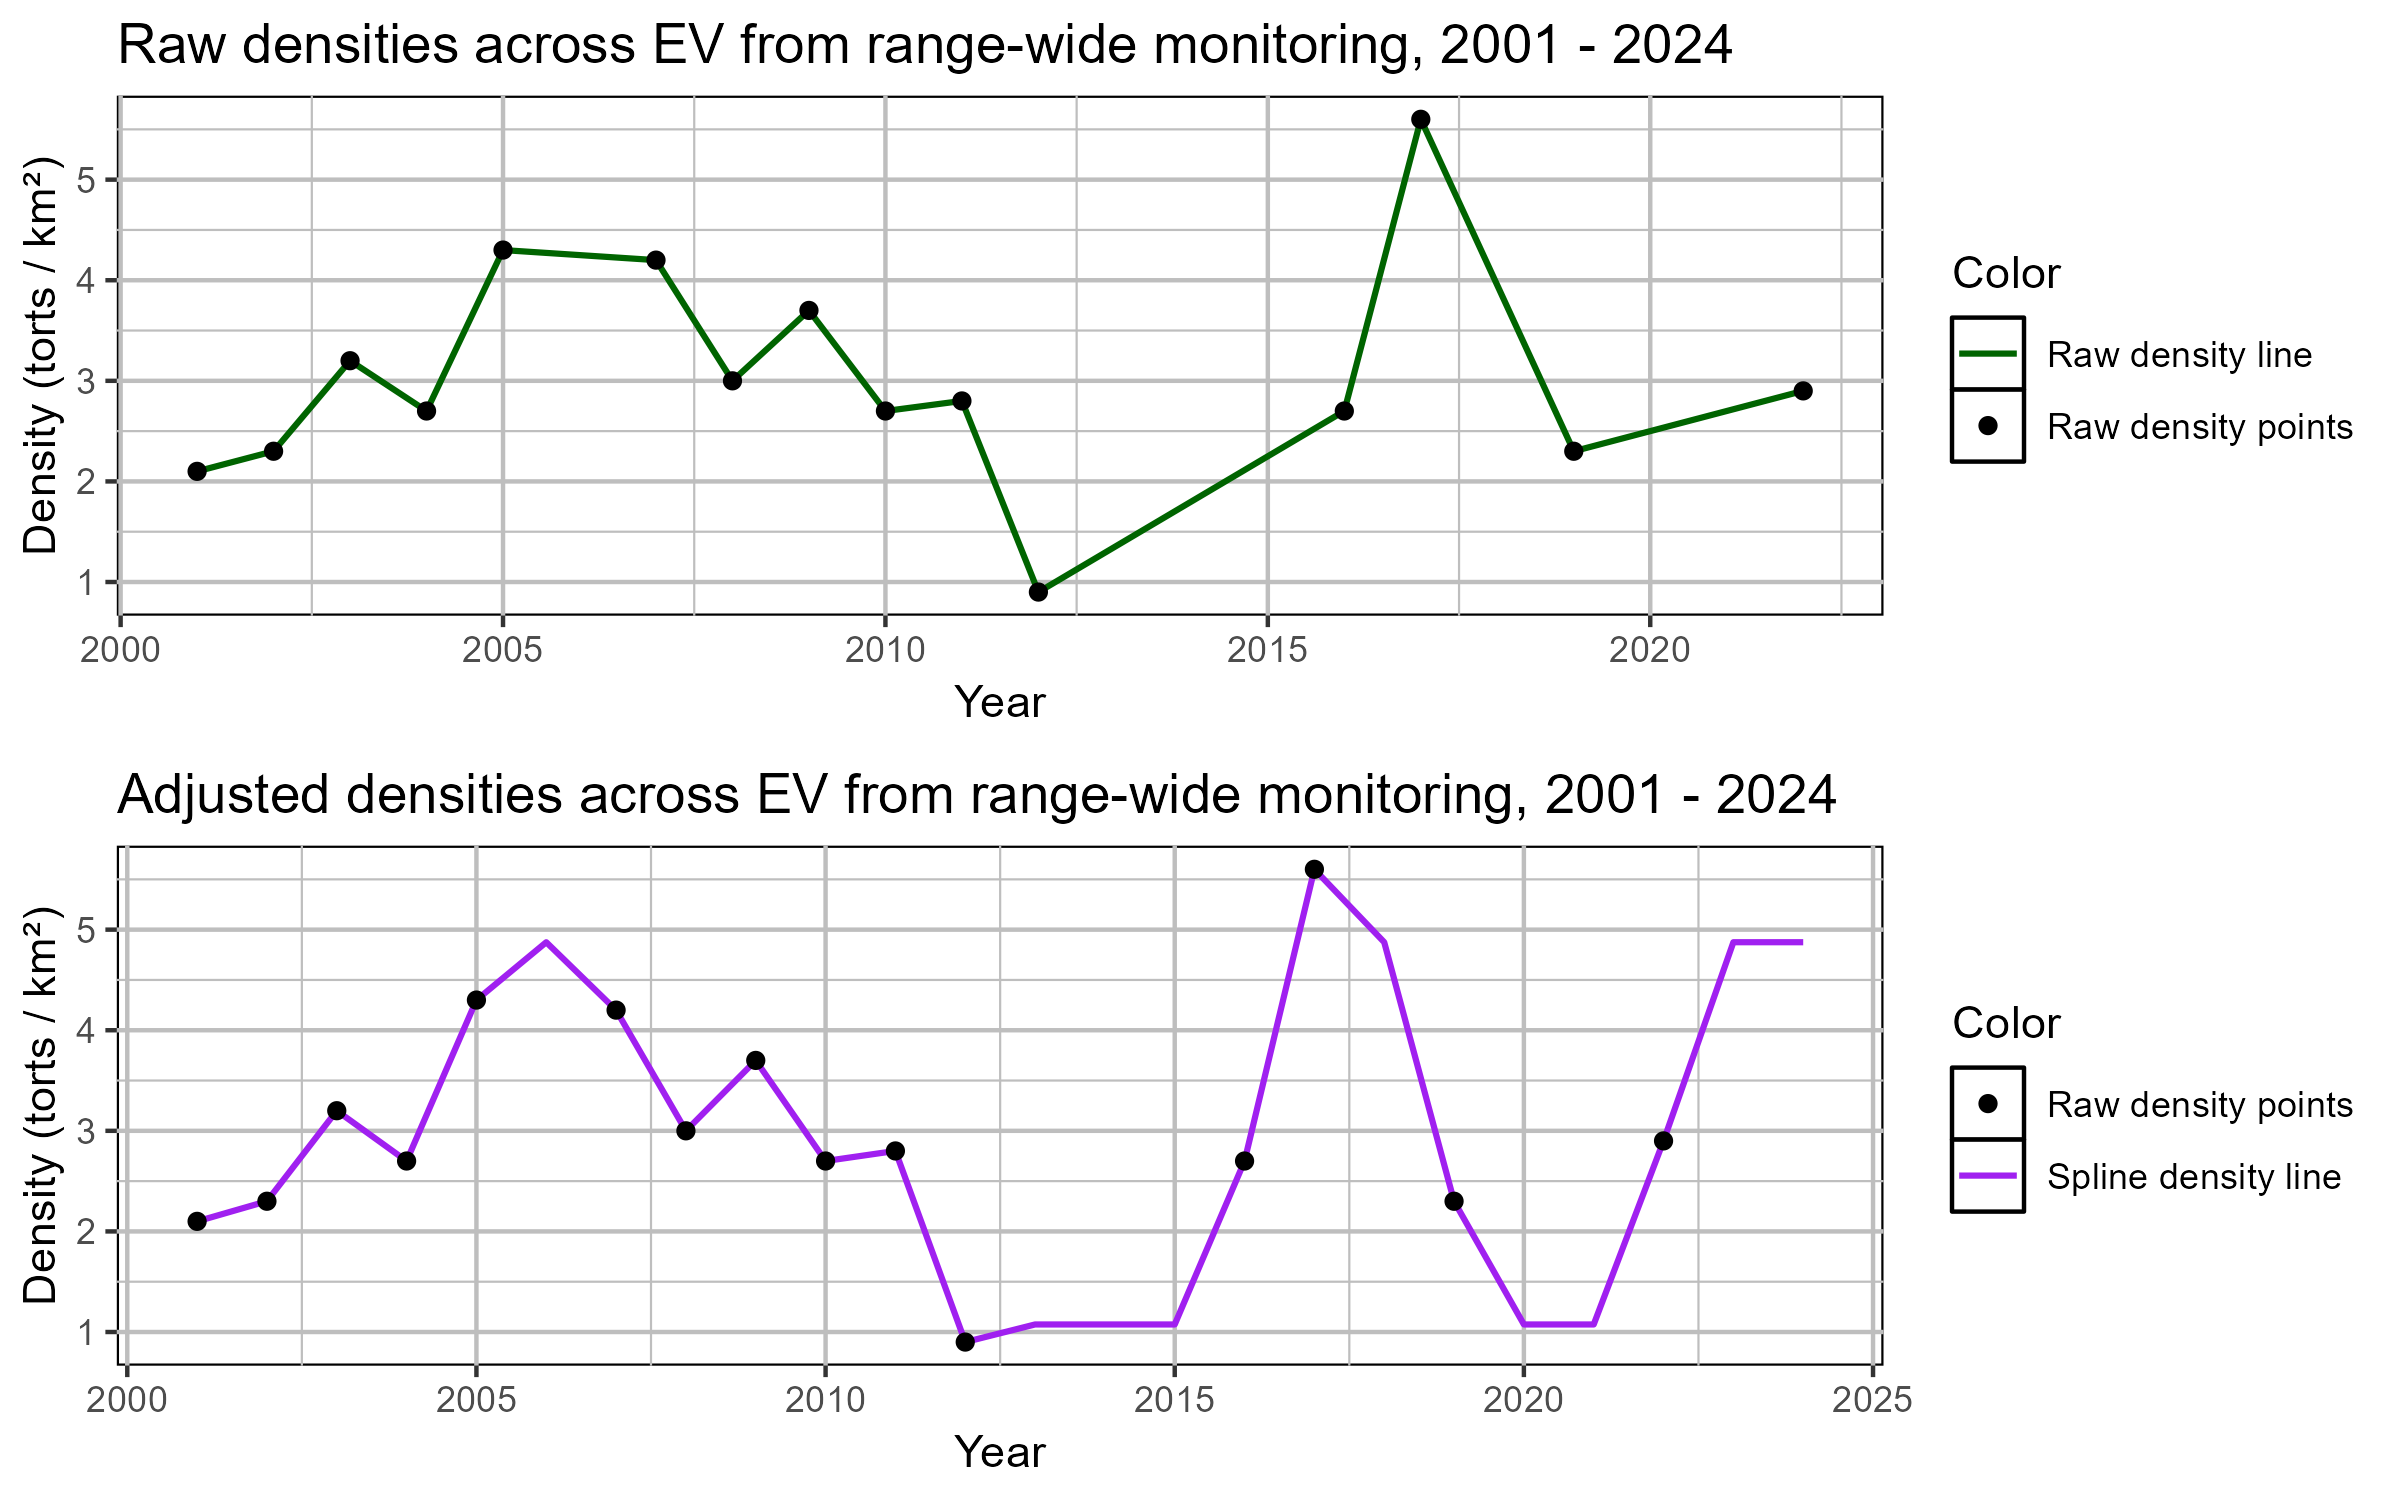 Raw densities across EV from range-wide monitoring, 2001 - 2024
Density (torts / km²)
5
4
3
2
1
2000 2005 2010 2015 2020
Year
Color
Raw density line
Raw density points
Adjusted densities across EV from range-wide monitoring, 2001 - 2024
Density (torts / km²)
5
4
3
2
1
2000 2005 2010 2015 2020 2025
Year
Color
Raw density points
Spline density line